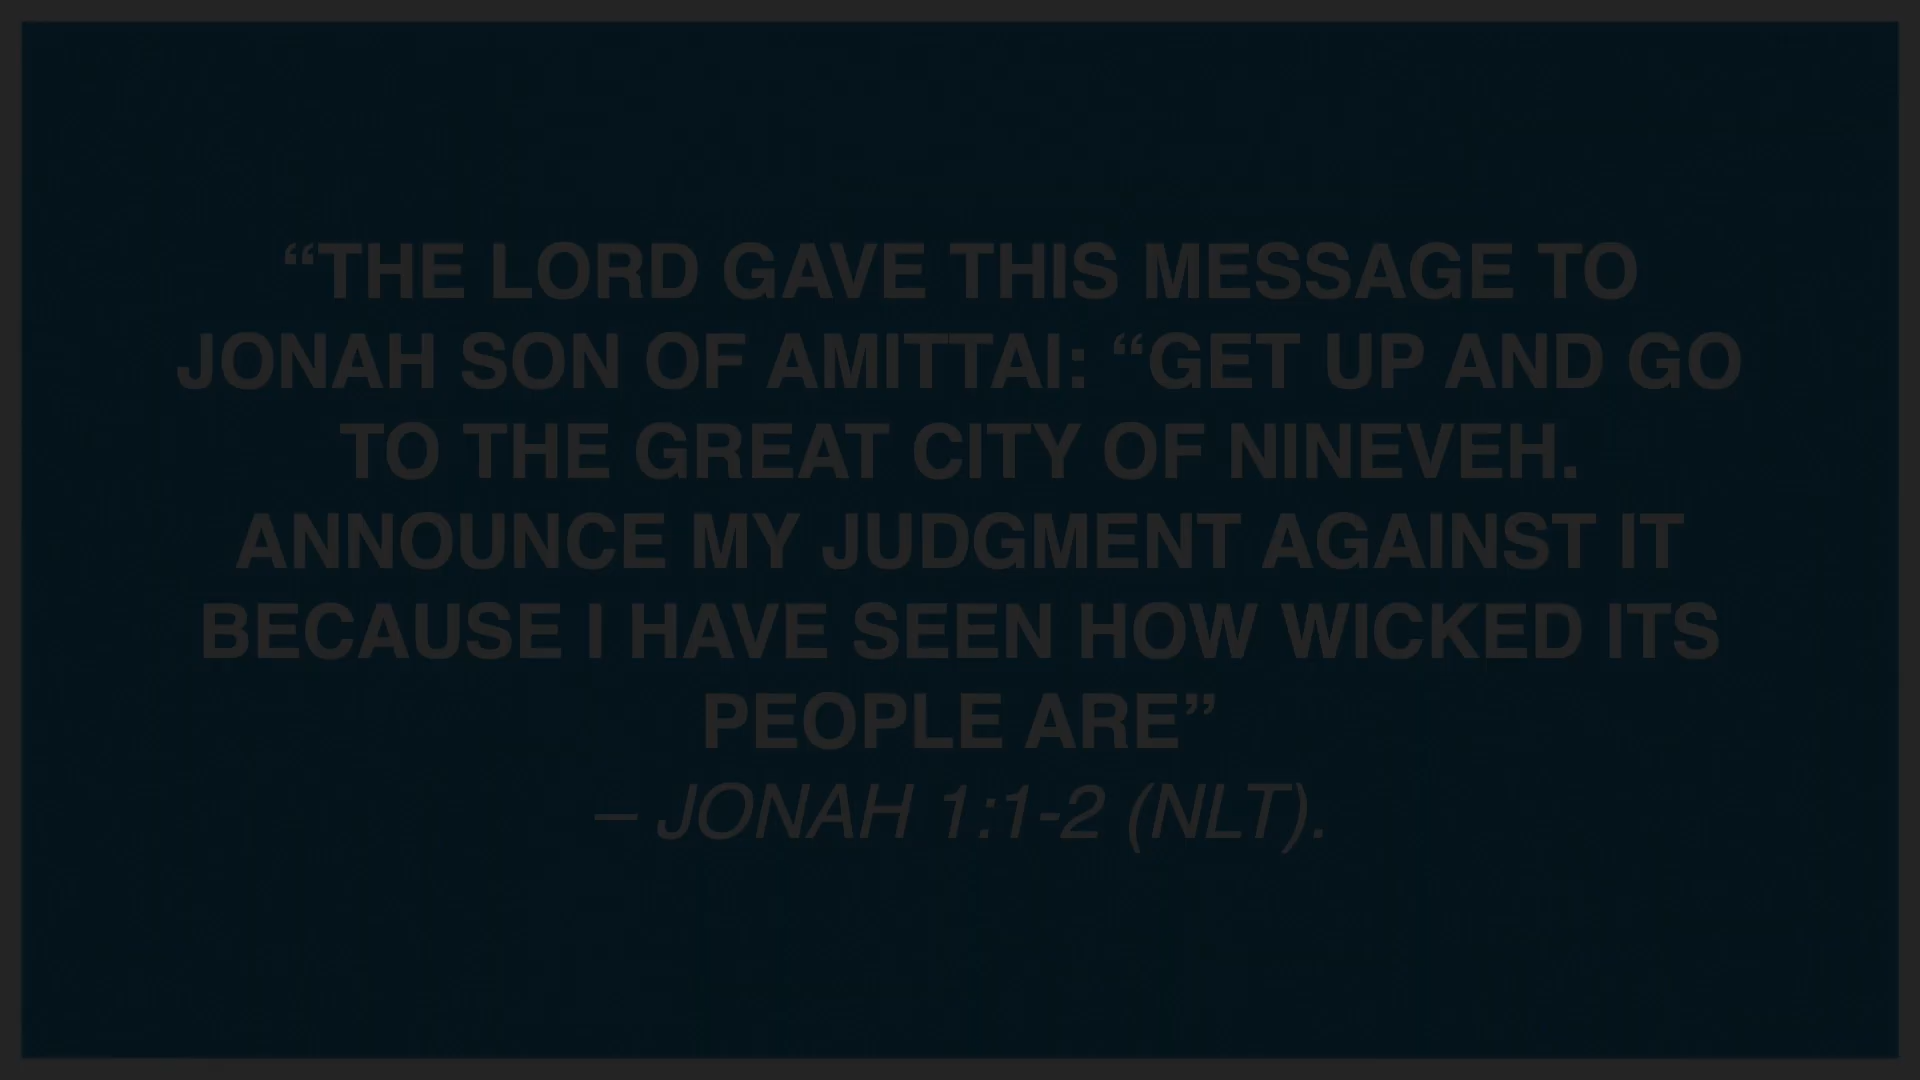 “THE LORD GAVE THIS MESSAGE TO
JONAH SON OF AMITTAI: “GET UP AND GO
TO THE GREAT CITY OF NINEVEH.
ANNOUNCE MY JUDGMENT AGAINST IT
BECAUSE I HAVE SEEN HOW WICKED ITS
PEOPLE ARE”
– JONAH 1:1-2 (NLT).